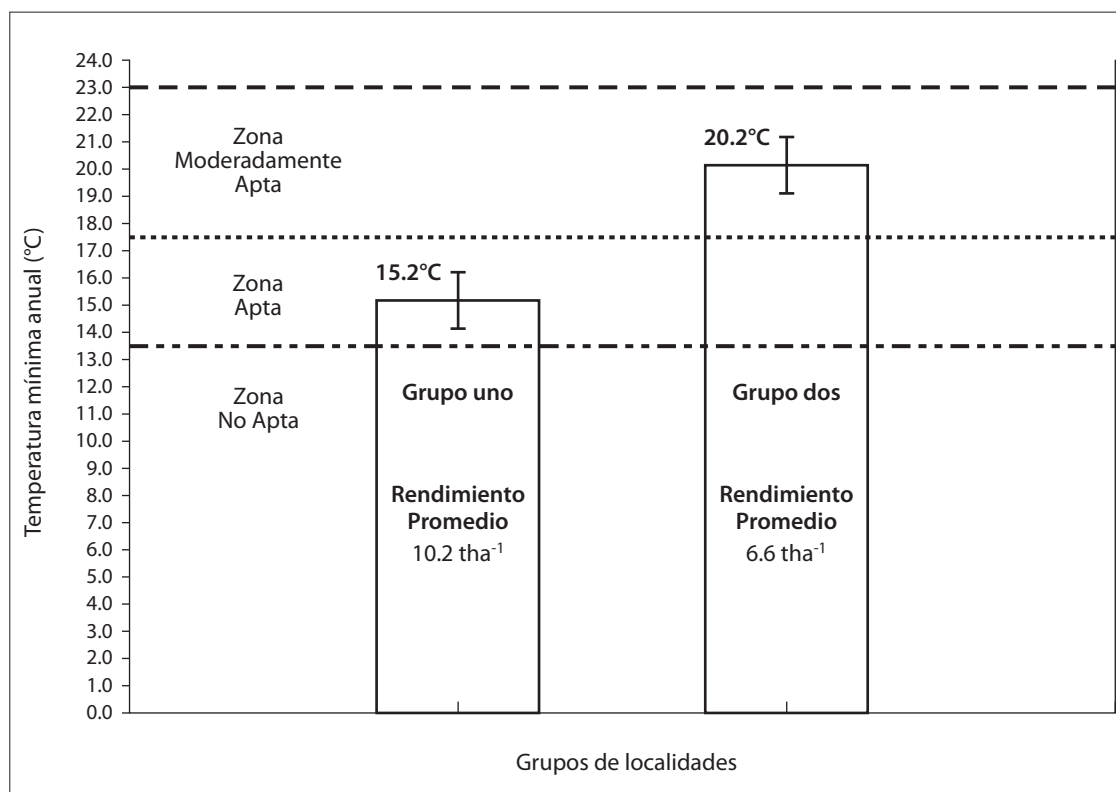 Temperatura mínima anual (°C)
24.0
23.0
22.0
21.0
20.0
19.0
18.0
17.0
16.0
15.0
14.0
13.0
12.0
11.0
10.0
9.0
8.0
7.0
6.0
5.0
4.0
3.0
2.0
1.0
0.0
Zona
Moderadamente
Apta
Zona
Apta
Zona
No Apta
15.2°C
Grupo uno
Rendimiento
Promedio
10.2 tha⁻¹
20.2°C
Grupo dos
Rendimiento
Promedio
6.6 tha⁻¹
Grupos de localidades